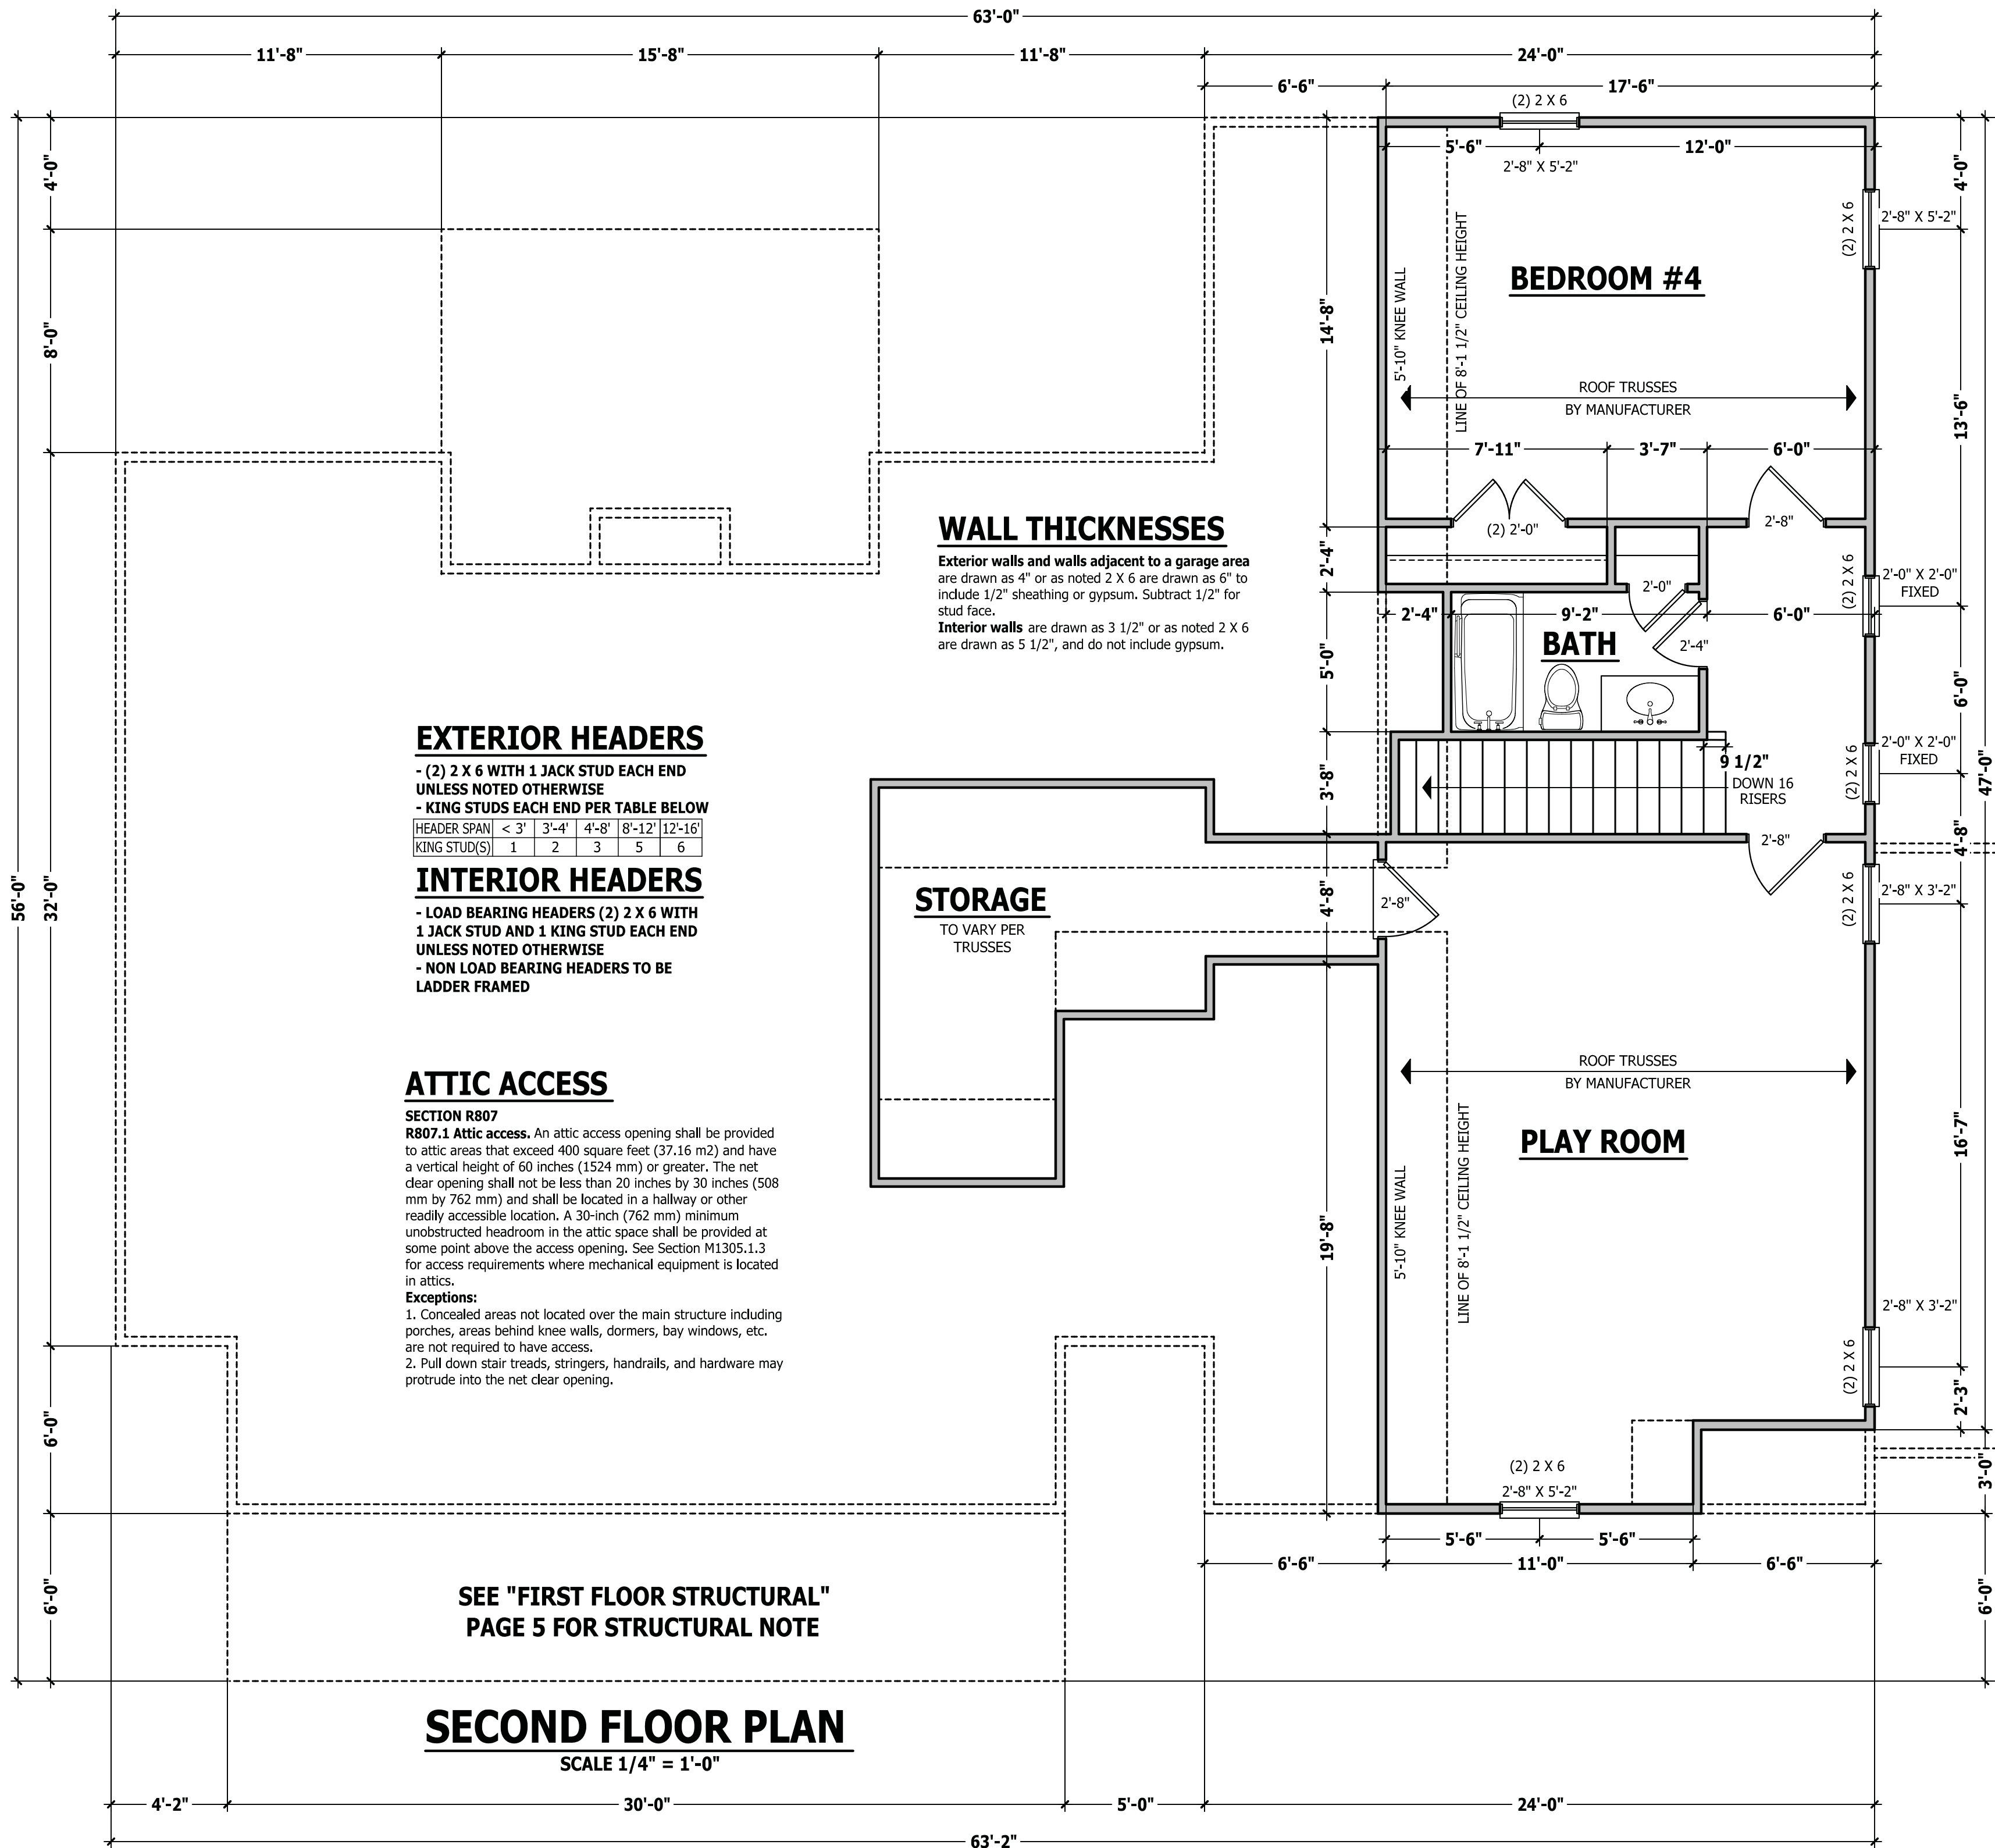 63'-0"
11'-8" 15'-8" 11'-8" 24'-0"
6'-6" 17'-6"
(2) 2 X 6
5'-6" 12'-0"
2'-8" X 5'-2"
4'-0"
8'-0"
32'-0"
56'-0"
6'-0"
6'-0"
14'-8"
2'-4"
5'-0"
3'-8"
4'-8"
19'-8"
5'-10" KNEE WALL
LINE OF 8'-1 1/2" CEILING HEIGHT
BEDROOM #4
ROOF TRUSSES
BY MANUFACTURER
7'-11" 3'-7" 6'-0"
(2) 2'-0"
2'-8"
2'-0"
2'-4" 9'-2" 6'-0"
BATH
2'-4"
9 1/2"
DOWN 16
RISERS
2'-8"
(2) 2 X 6
2'-8" X 5'-2"
4'-0"
13'-6"
(2) 2 X 6
2'-0" X 2'-0"
FIXED
6'-0"
(2) 2 X 6
2'-0" X 2'-0"
FIXED
47'-0"
4'-8"
(2) 2 X 6
2'-8" X 3'-2"
16'-7"
2'-8" X 3'-2"
(2) 2 X 6
2'-3"
3'-0"
6'-0"
WALL THICKNESSES
Exterior walls and walls adjacent to a garage area
are drawn as 4" or as noted 2 X 6 are drawn as 6" to
include 1/2" sheathing or gypsum. Subtract 1/2" for
stud face.
Interior walls are drawn as 3 1/2" or as noted 2 X 6
are drawn as 5 1/2", and do not include gypsum.
EXTERIOR HEADERS
- (2) 2 X 6 WITH 1 JACK STUD EACH END
UNLESS NOTED OTHERWISE
- KING STUDS EACH END PER TABLE BELOW
HEADER SPAN < 3' 3'-4' 4'-8' 8'-12' 12'-16'
KING STUD(S) 1 2 3 5 6
INTERIOR HEADERS
- LOAD BEARING HEADERS (2) 2 X 6 WITH
1 JACK STUD AND 1 KING STUD EACH END
UNLESS NOTED OTHERWISE
- NON LOAD BEARING HEADERS TO BE
LADDER FRAMED
STORAGE
TO VARY PER
TRUSSES
2'-8"
ATTIC ACCESS
SECTION R807
R807.1 Attic access. An attic access opening shall be provided
to attic areas that exceed 400 square feet (37.16 m2) and have
a vertical height of 60 inches (1524 mm) or greater. The net
clear opening shall not be less than 20 inches by 30 inches (508
mm by 762 mm) and shall be located in a hallway or other
readily accessible location. A 30-inch (762 mm) minimum
unobstructed headroom in the attic space shall be provided at
some point above the access opening. See Section M1305.1.3
for access requirements where mechanical equipment is located
in attics.
Exceptions:
1. Concealed areas not located over the main structure including
porches, areas behind knee walls, dormers, bay windows, etc.
are not required to have access.
2. Pull down stair treads, stringers, handrails, and hardware may
protrude into the net clear opening.
ROOF TRUSSES
BY MANUFACTURER
PLAY ROOM
5'-10" KNEE WALL
LINE OF 8'-1 1/2" CEILING HEIGHT
(2) 2 X 6
2'-8" X 5'-2"
5'-6" 5'-6"
6'-6" 11'-0" 6'-6"
SEE "FIRST FLOOR STRUCTURAL"
PAGE 5 FOR STRUCTURAL NOTE
SECOND FLOOR PLAN
SCALE 1/4" = 1'-0"
4'-2" 30'-0" 5'-0" 24'-0"
63'-2"